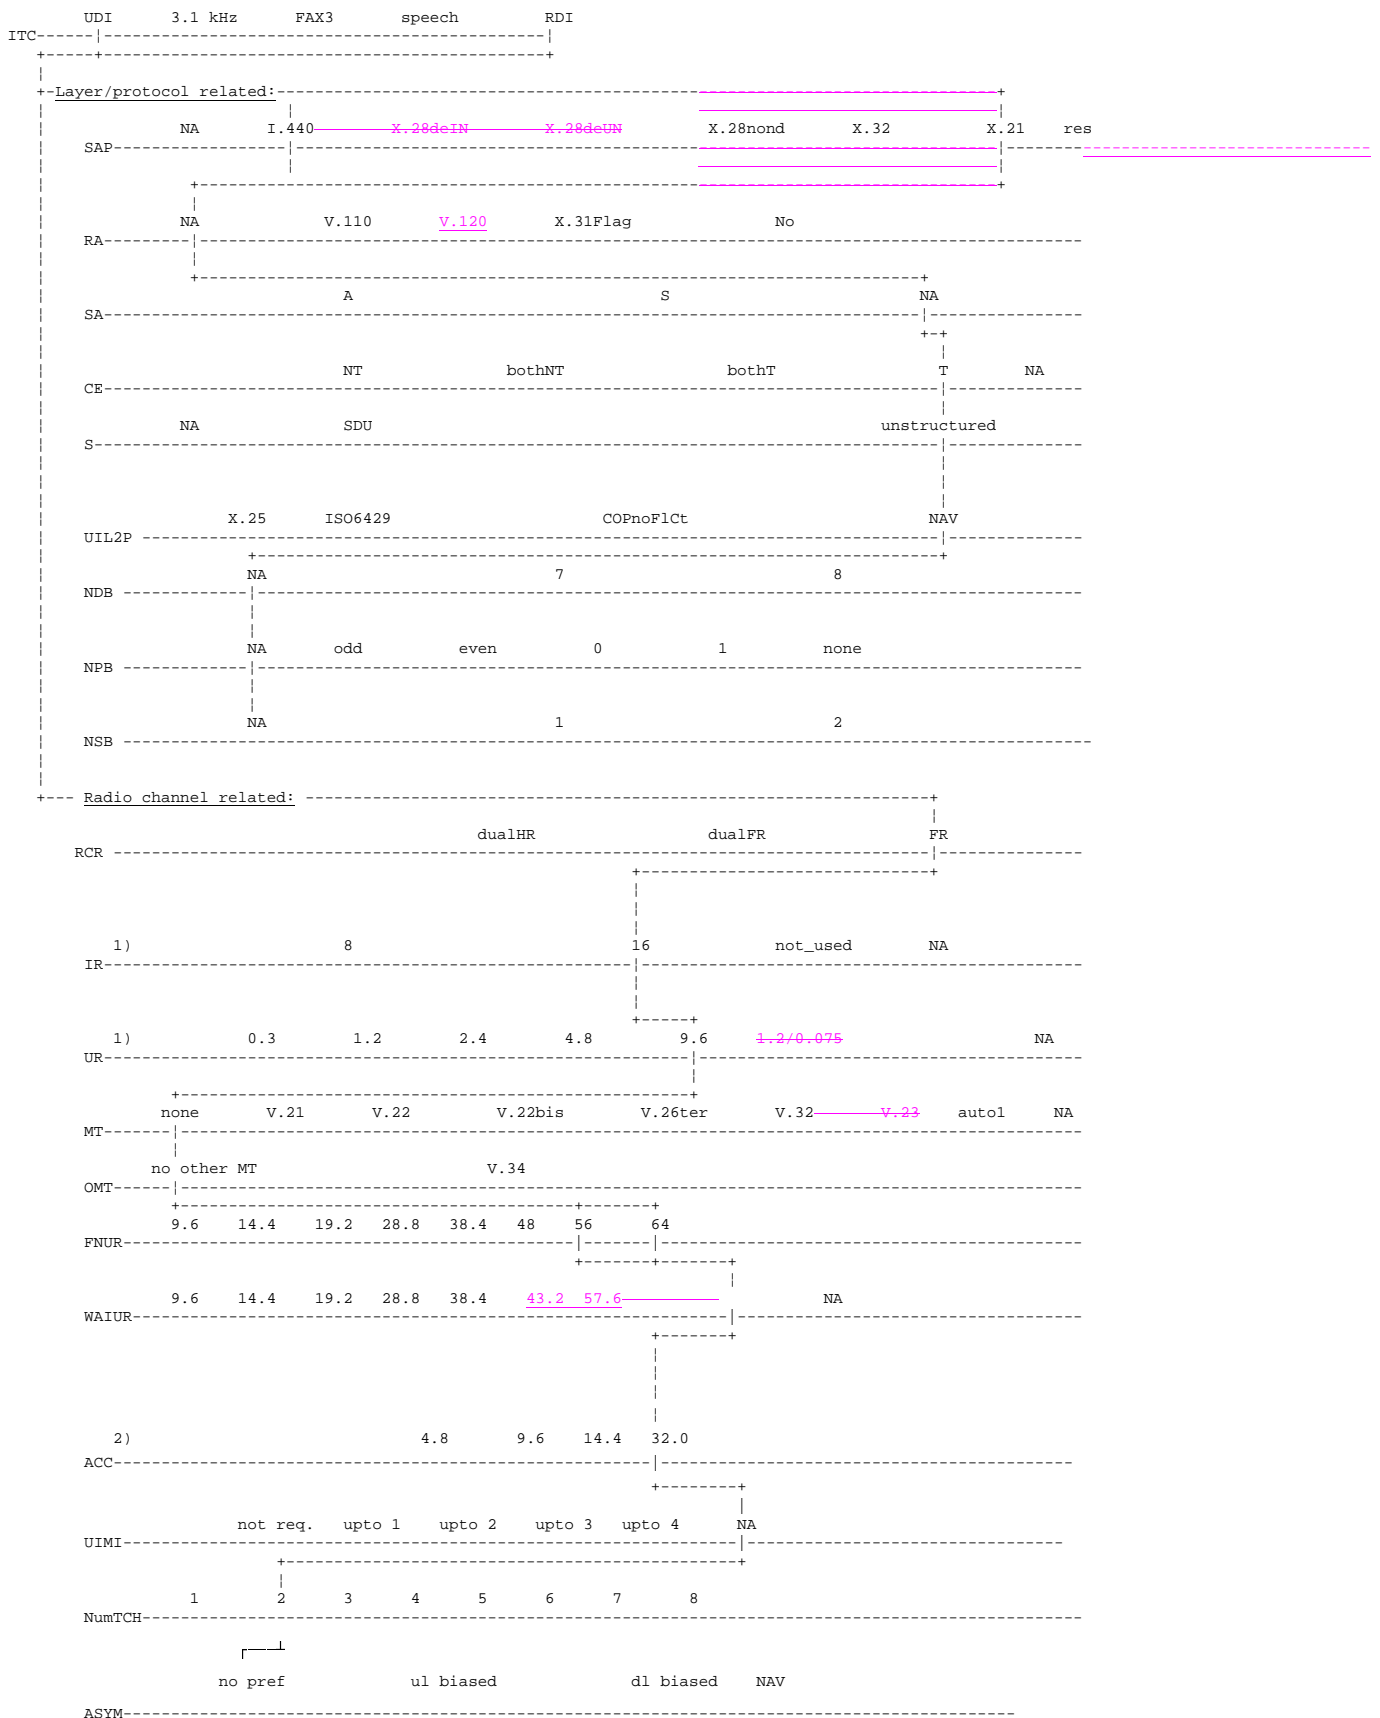 UDI 3.1 kHz FAX3 speech RDI
ITC
Layer/protocol related:
NA I.440 X.28deIN X.28deUN X.28nond X.32 X.21 res
SAP
NA V.110 V.120 X.31Flag No
RA
A S NA
SA
NT bothNT bothT T NA
CE
NA SDU unstructured
S
X.25 ISO6429 COPnoFlCt NAV
UIL2P
NA 7 8
NDB
NA odd even 0 1 none
NPB
NA 1 2
NSB
Radio channel related:
dualHR dualFR FR
RCR
1) 8 16 not_used NA
IR
1) 0.3 1.2 2.4 4.8 9.6 1.2/0.075 NA
UR
none V.21 V.22 V.22bis V.26ter V.32 V.23 auto1 NA
MT
no other MT V.34
OMT
9.6 14.4 19.2 28.8 38.4 48 56 64
FNUR
9.6 14.4 19.2 28.8 38.4 43.2 57.6 NA
WAIUR
2) 4.8 9.6 14.4 32.0
ACC
not req. upto 1 upto 2 upto 3 upto 4 NA
UIMI
1 2 3 4 5 6 7 8
NumTCH
no pref ul biased dl biased NAV
ASYM